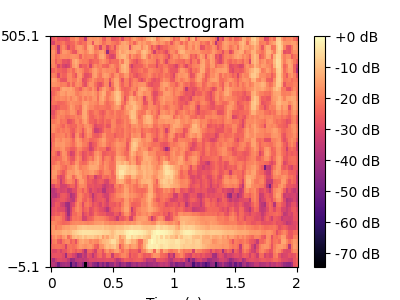 Mel Spectrogram
505.1
−5.1
0
0.5
1
1.5
2
+0 dB
-10 dB
-20 dB
-30 dB
-40 dB
-50 dB
-60 dB
-70 dB